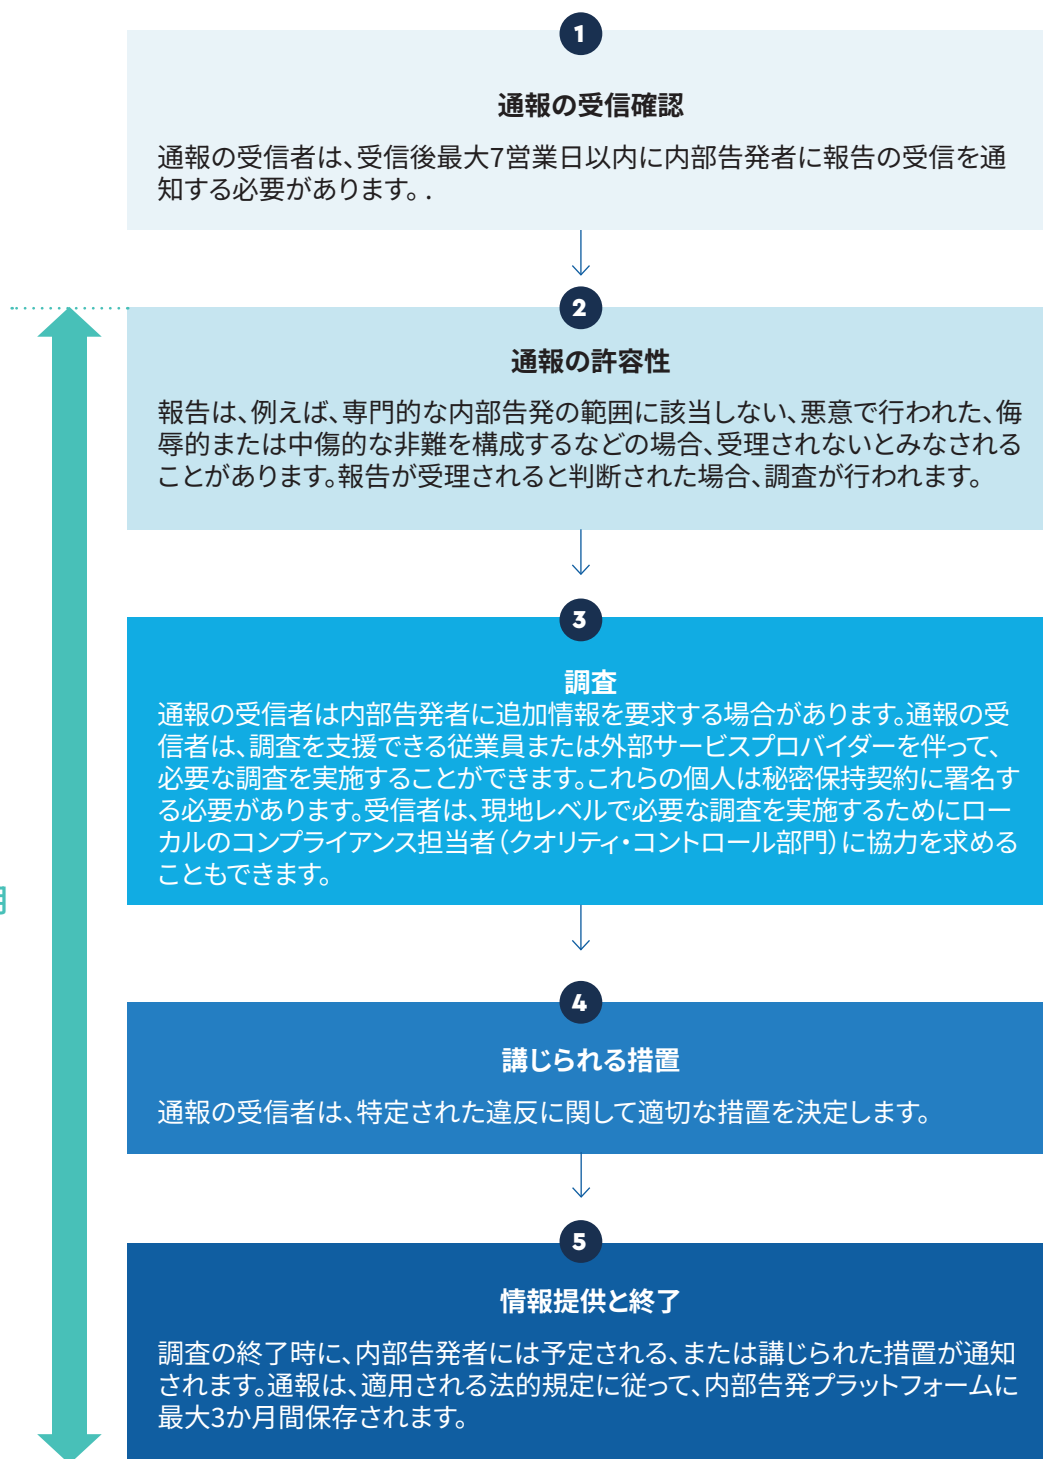 1
通報の受信確認
通報の受信者は、受信後最大7営業日以内に内部告発者に報告の受信を通
知する必要があります。.
2
通報の許容性
報告は、例えば、専門的な内部告発の範囲に該当しない、悪意で行われた、侮
辱的または中傷的な非難を構成するなどの場合、受理されないとみなされる
ことがあります。報告が受理されると判断された場合、調査が行われます。
3
調査
通報の受信者は内部告発者に追加情報を要求する場合があります。通報の受
信者は、調査を支援できる従業員または外部サービスプロバイダーを伴って、
必要な調査を実施することができます。これらの個人は秘密保持契約に署名す
る必要があります。受信者は、現地レベルで必要な調査を実施するためにロー
カルのコンプライアンス担当者（クオリティ・コントロール部門）に協力を求める
こともできます。
4
講じられる措置
通報の受信者は、特定された違反に関して適切な措置を決定します。
5
情報提供と終了
調査の終了時に、内部告発者には予定される、または講じられた措置が通知
されます。通報は、適用される法的規定に従って、内部告発プラットフォームに
最大3か月間保存されます。